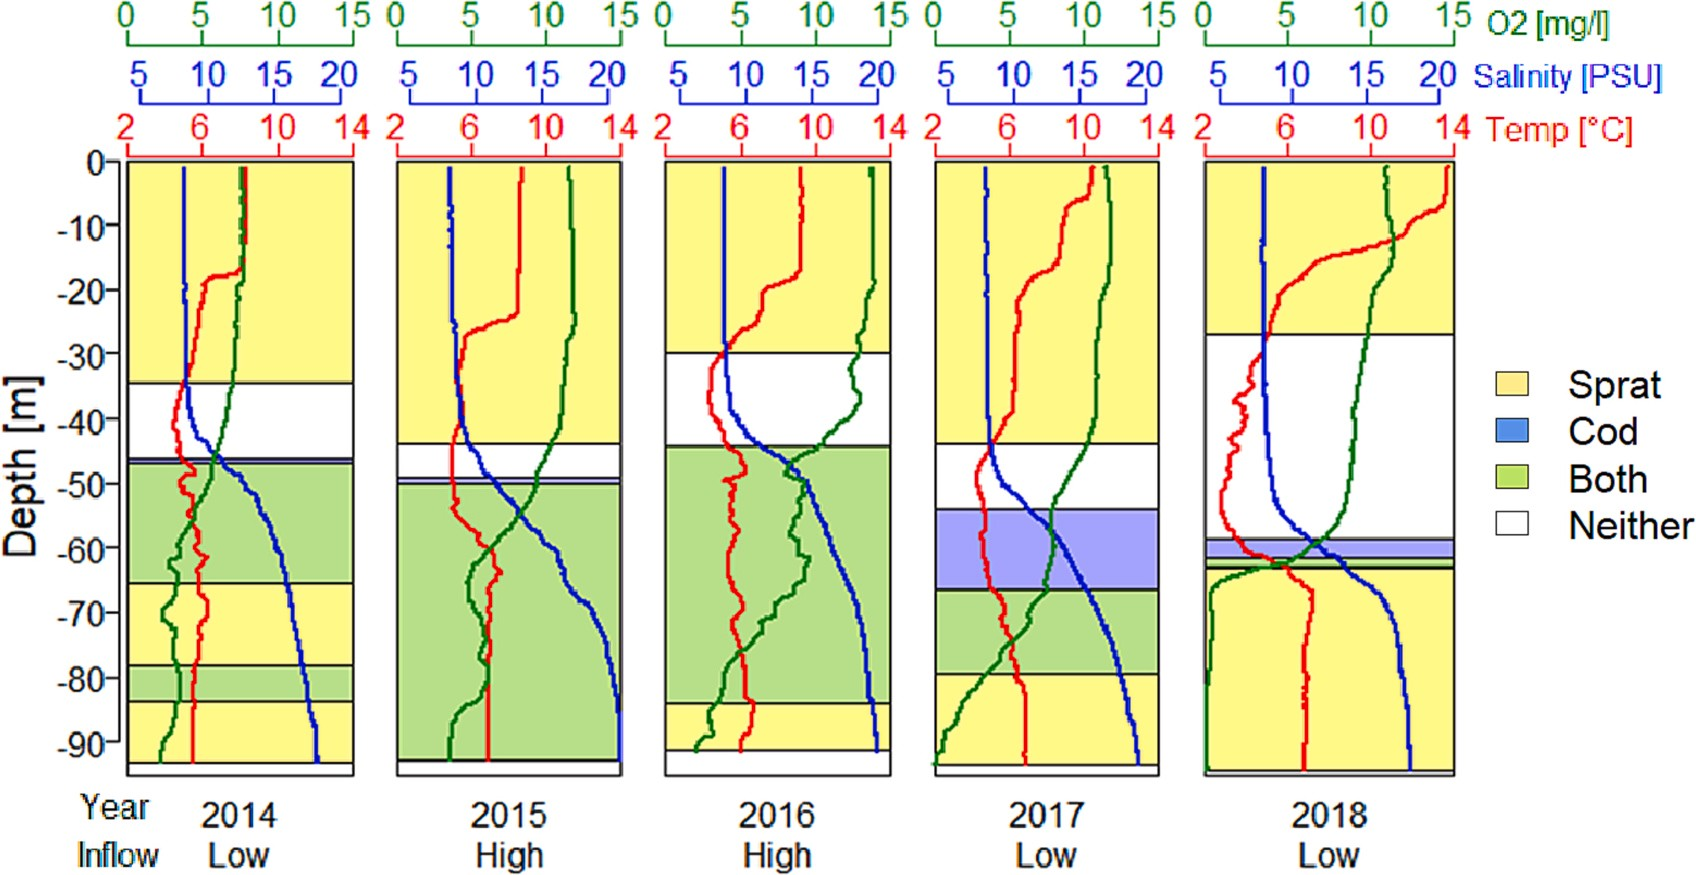 0 5 10 15 0 5 10 15 0 5 10 15 0 5 10 15 0 5 10 15 O2 [mg/l]
5 10 15 20 5 10 15 20 5 10 15 20 5 10 15 20 5 10 15 20 Salinity [PSU]
2 6 10 14 2 6 10 14 2 6 10 14 2 6 10 14 2 6 10 14 Temp [°C]
0
-10
-20
-30
-40
-50
-60
-70
-80
-90
Depth [m]
Sprat
Cod
Both
Neither
Year 2014 2015 2016 2017 2018
Inflow Low High High Low Low